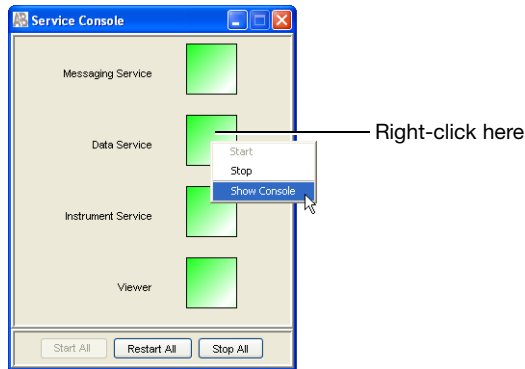 AB Service Console
Messaging Service
Right-click here
Data Service
Start
Stop
Show Console
Instrument Service
Viewer
Start All Restart All Stop All